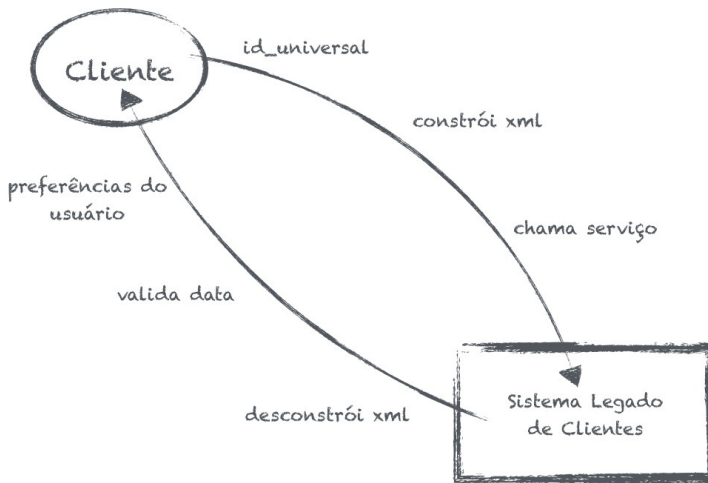 Cliente
id_universal
constrói xml
chama serviço
preferências do
usuário
valida data
desconstrói xml
Sistema Legado
de Clientes